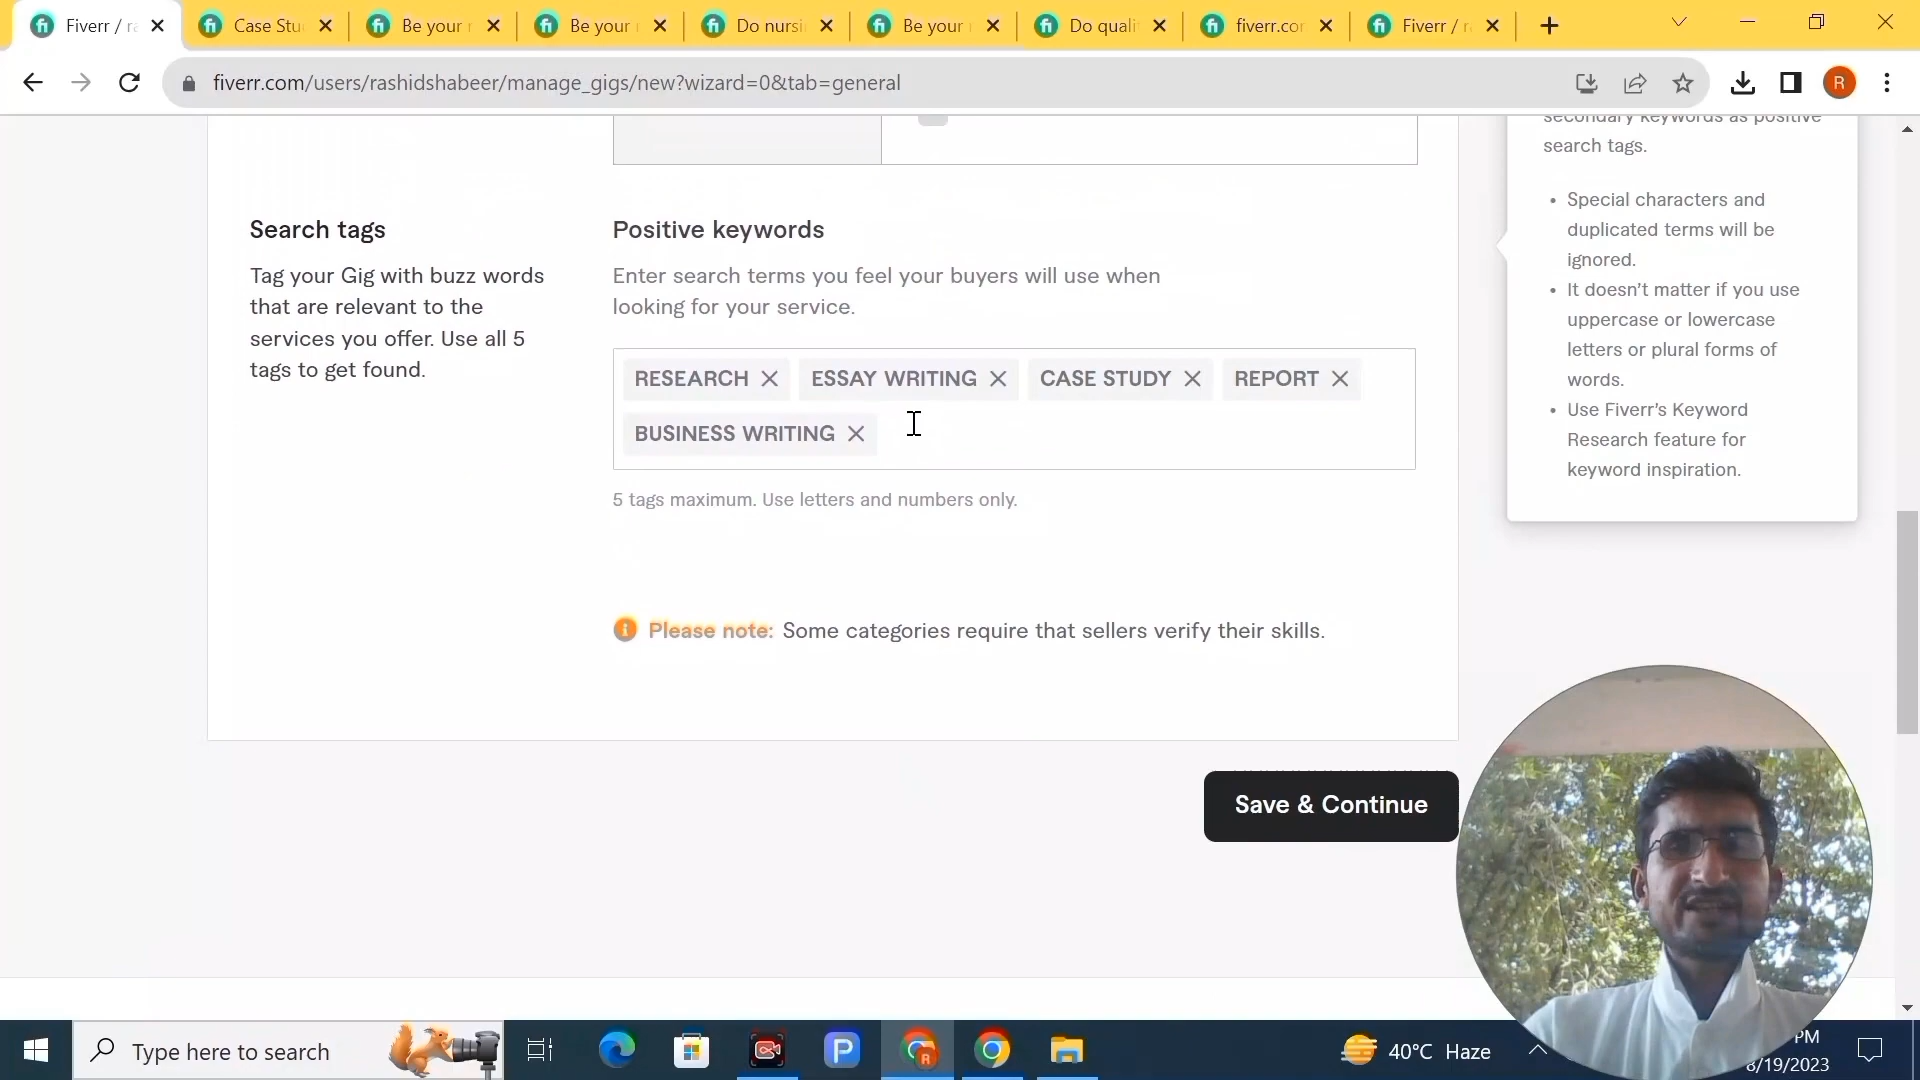 Fiverr / ra
Case Stu
Be your r
Be your r
Do nursi
Be your
Do quali
fiverr.co
Fiverr / r
fiverr.com/users/rashidshabeer/manage_gigs/new?wizard=0&tab=general
R
secondary keywords as positive
search tags.
Special characters and
duplicated terms will be
ignored.
It doesn't matter if you use
uppercase or lowercase
letters or plural forms of
words.
Use Fiverr's Keyword
Research feature for
keyword inspiration.
Search tags
Tag your Gig with buzz words
that are relevant to the
services you offer. Use all 5
tags to get found.
Positive keywords
Enter search terms you feel your buyers will use when
looking for your service.
RESEARCH ESSAY WRITING CASE STUDY REPORT
BUSINESS WRITING
5 tags maximum. Use letters and numbers only.
Please note: Some categories require that sellers verify their skills.
Save & Continue
Type here to search
40°C Haze
PM
8/19/2023